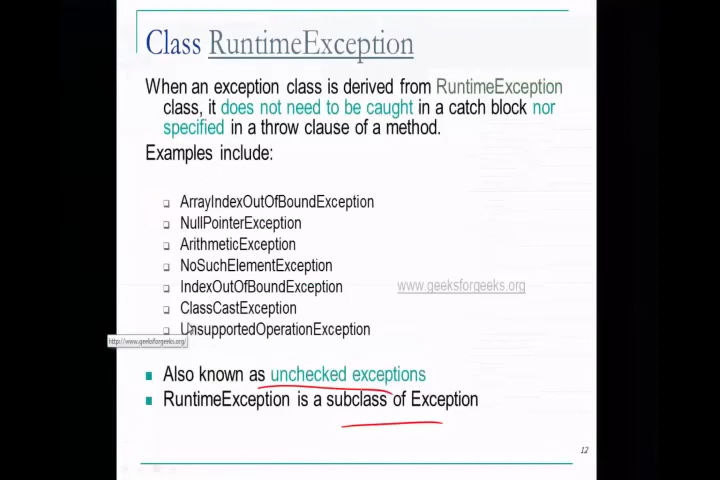 Class RuntimeException
When an exception class is derived from RuntimeException
class, it does not need to be caught in a catch block nor
specified in a throw clause of a method.
Examples include:
ArrayIndexOutOfBoundException
NullPointerException
ArithmeticException
NoSuchElementException
IndexOutOfBoundException
www.geeksforgeeks.org
ClassCastException
UnsupportedOperationException
http://www.geeksforgeeks.org/
Also known as unchecked exceptions
RuntimeException is a subclass of Exception
12